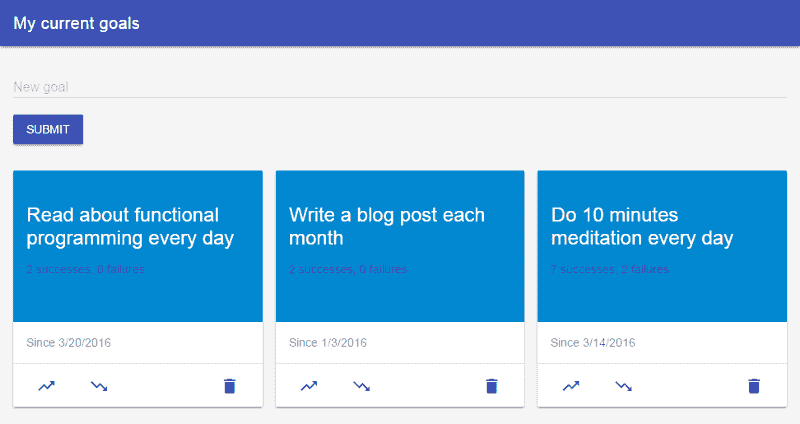 My current goals
New goal
SUBMIT
Read about functional
programming every day
2 successes, 0 failures
Since 3/20/2016
Write a blog post each
month
2 successes, 0 failures
Since 1/3/2016
Do 10 minutes
meditation every day
7 successes, 2 failures
Since 3/14/2016